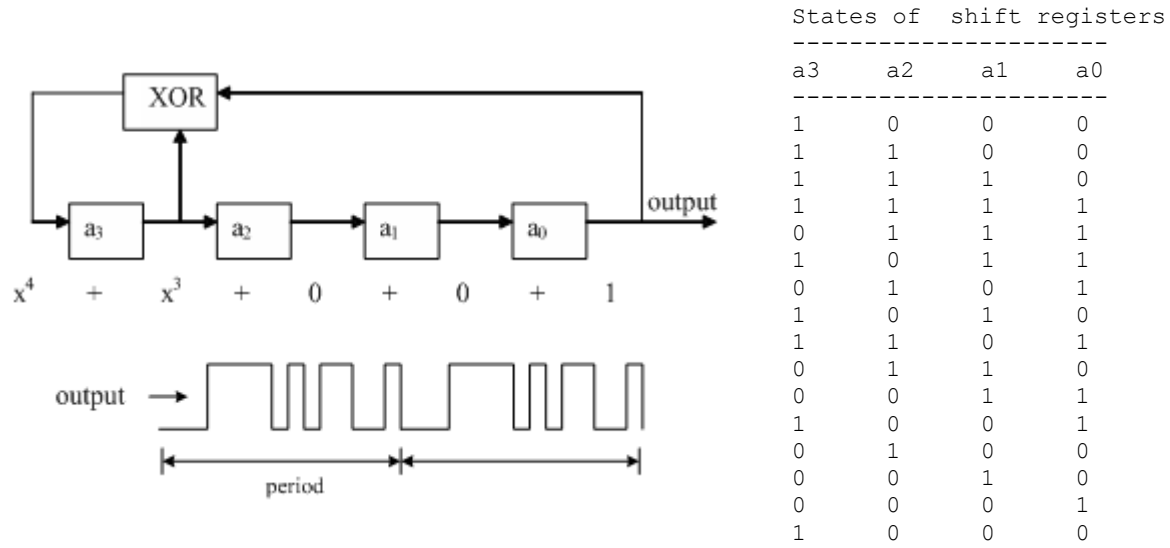 XOR
output
a3 a2 a1 a0
x^4 + x^3 + 0 + 0 + 1
output
period
States of shift registers
----------------------
a3 a2 a1 a0
----------------------
1 0 0 0
1 1 0 0
1 1 1 0
1 1 1 1
0 1 1 1
1 0 1 1
0 1 0 1
1 0 1 0
1 1 0 1
0 1 1 0
0 0 1 1
1 0 0 1
0 1 0 0
0 0 1 0
0 0 0 1
1 0 0 0